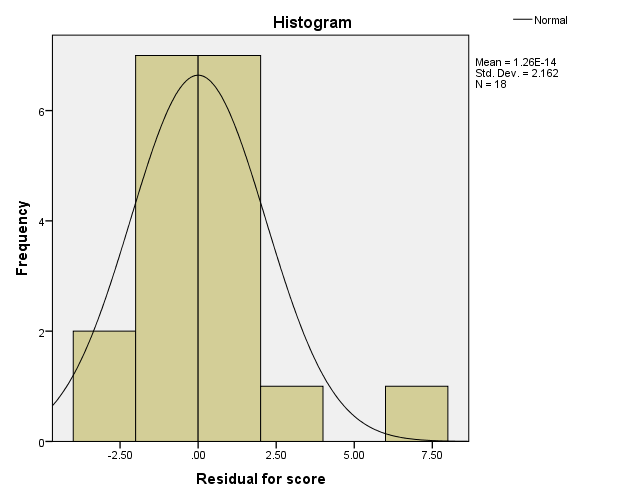 Histogram
Normal
Mean = 1.26E-14
Std. Dev. = 2.162
N = 18
Frequency
6
4
2
0
-2.50 .00 2.50 5.00 7.50
Residual for score